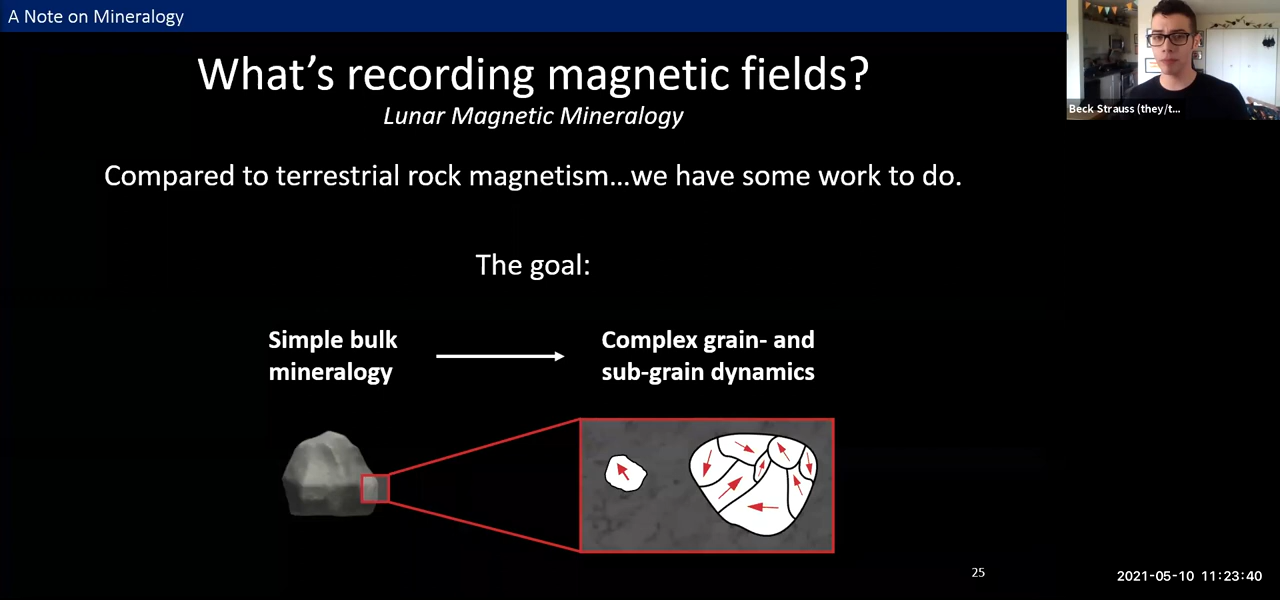 A Note on Mineralogy
What's recording magnetic fields?
Lunar Magnetic Mineralogy
Compared to terrestrial rock magnetism...we have some work to do.
The goal:
Simple bulk
mineralogy
Complex grain- and
sub-grain dynamics
Beck Strauss (they/t...
25
2021-05-10 11:23:40